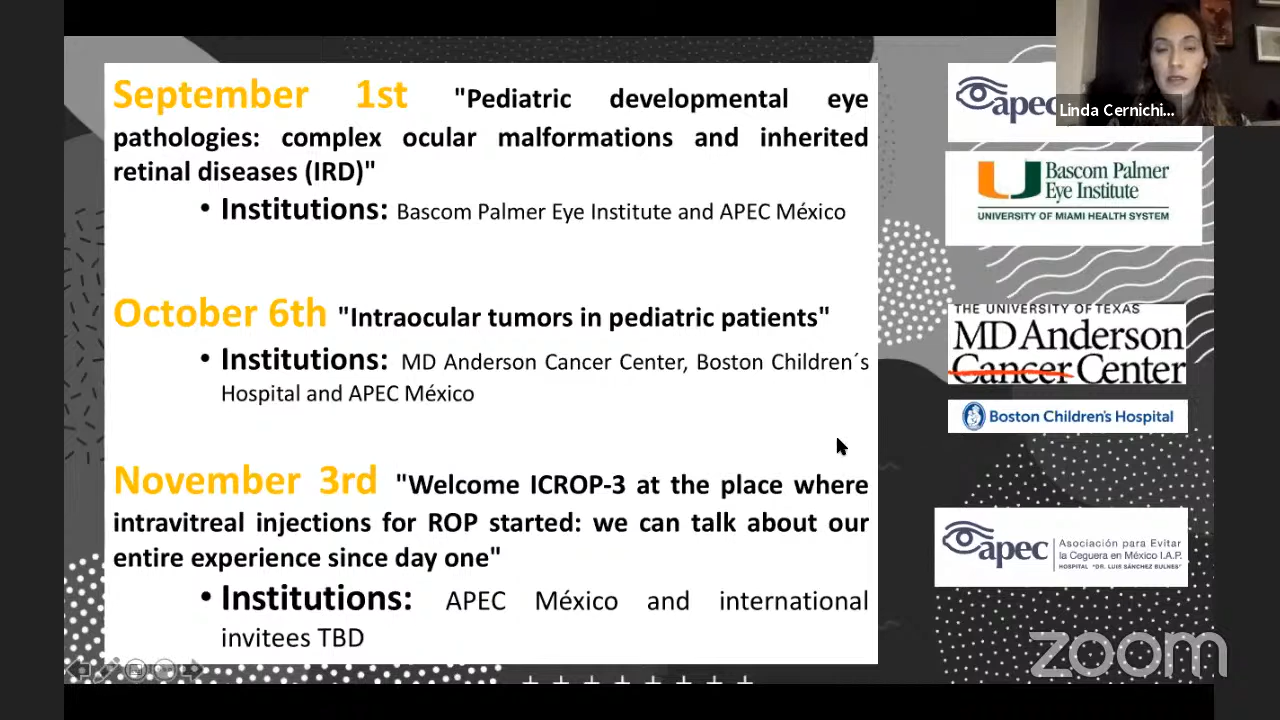 September 1st "Pediatric developmental eye
pathologies: complex ocular malformations and inherited
retinal diseases (IRD)"
• Institutions: Bascom Palmer Eye Institute and APEC México
October 6th "Intraocular tumors in pediatric patients"
• Institutions: MD Anderson Cancer Center, Boston Children´s
Hospital and APEC México
November 3rd "Welcome ICROP-3 at the place where
intravitreal injections for ROP started: we can talk about our
entire experience since day one"
• Institutions: APEC México and international
invitees TBD
apec
Linda Cernichi...
Bascom Palmer
Eye Institute
UNIVERSITY OF MIAMI HEALTH SYSTEM
THE UNIVERSITY OF TEXAS
MD Anderson
Cancer Center
Boston Children's Hospital
apec
Asociación para Evitar
la Ceguera en México I.A.P.
HOSPITAL "DR. LUIS SÁNCHEZ BULNES"
zoom